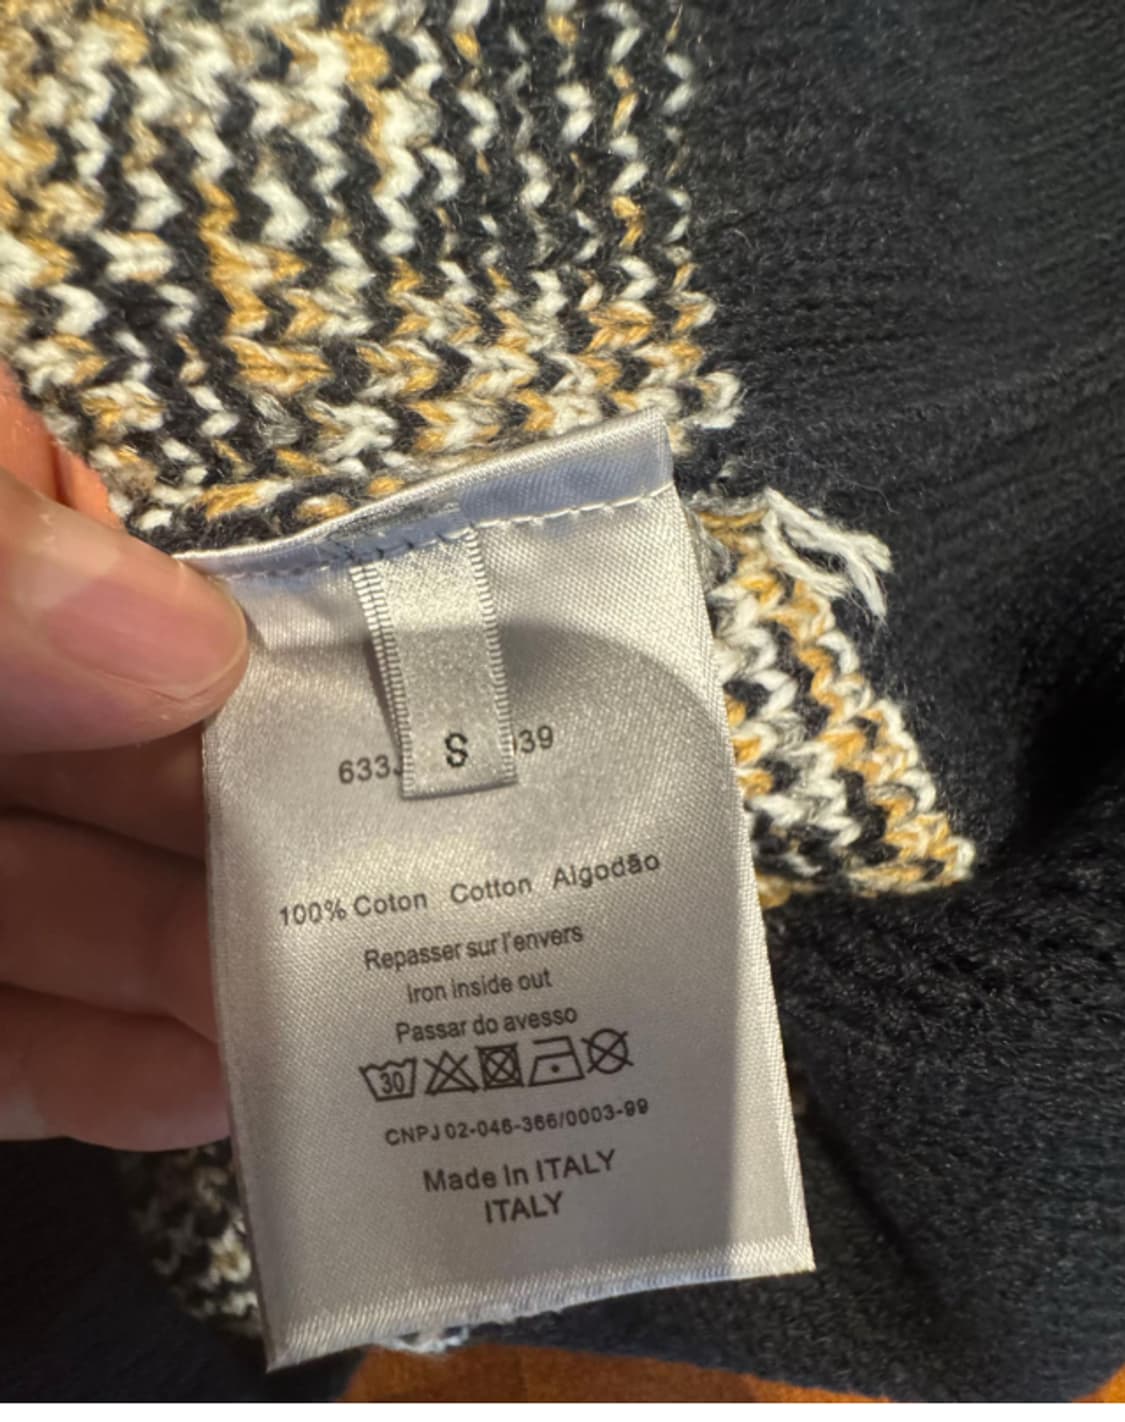 S
633 39
100% Coton Cotton Algodão
Repasser sur l'envers
Iron inside out
Passar do avesso
30
CNPJ 02-046-366/0003-99
Made In ITALY
ITALY